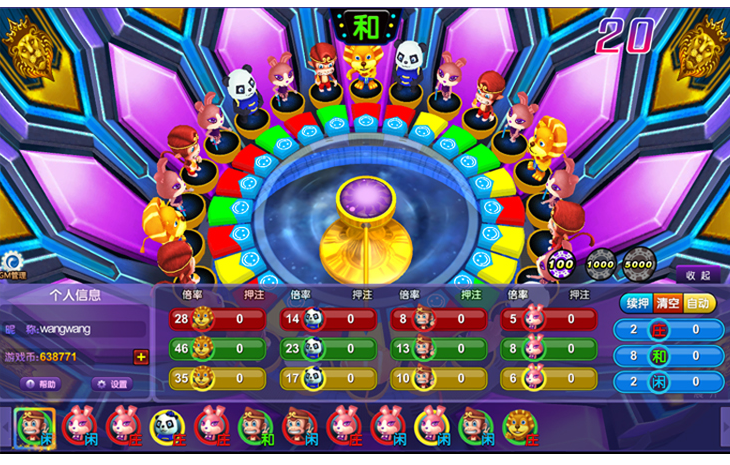 和
20
GM管理
100 1000 5000
收起
个人信息
昵 称:wangwang
游戏币:638771
帮助 设置
倍率 押注 倍率 押注 倍率 押注 倍率 押注
28 0 14 0 8 0 5 0
46 0 23 0 13 0 8 0
35 0 17 0 10 0 6 0
续押 清空 自动
2 庄 0
8 和 0
2 闲 0
闲 闲 庄 庄 庄 和 闲 庄 闲 闲 闲 庄